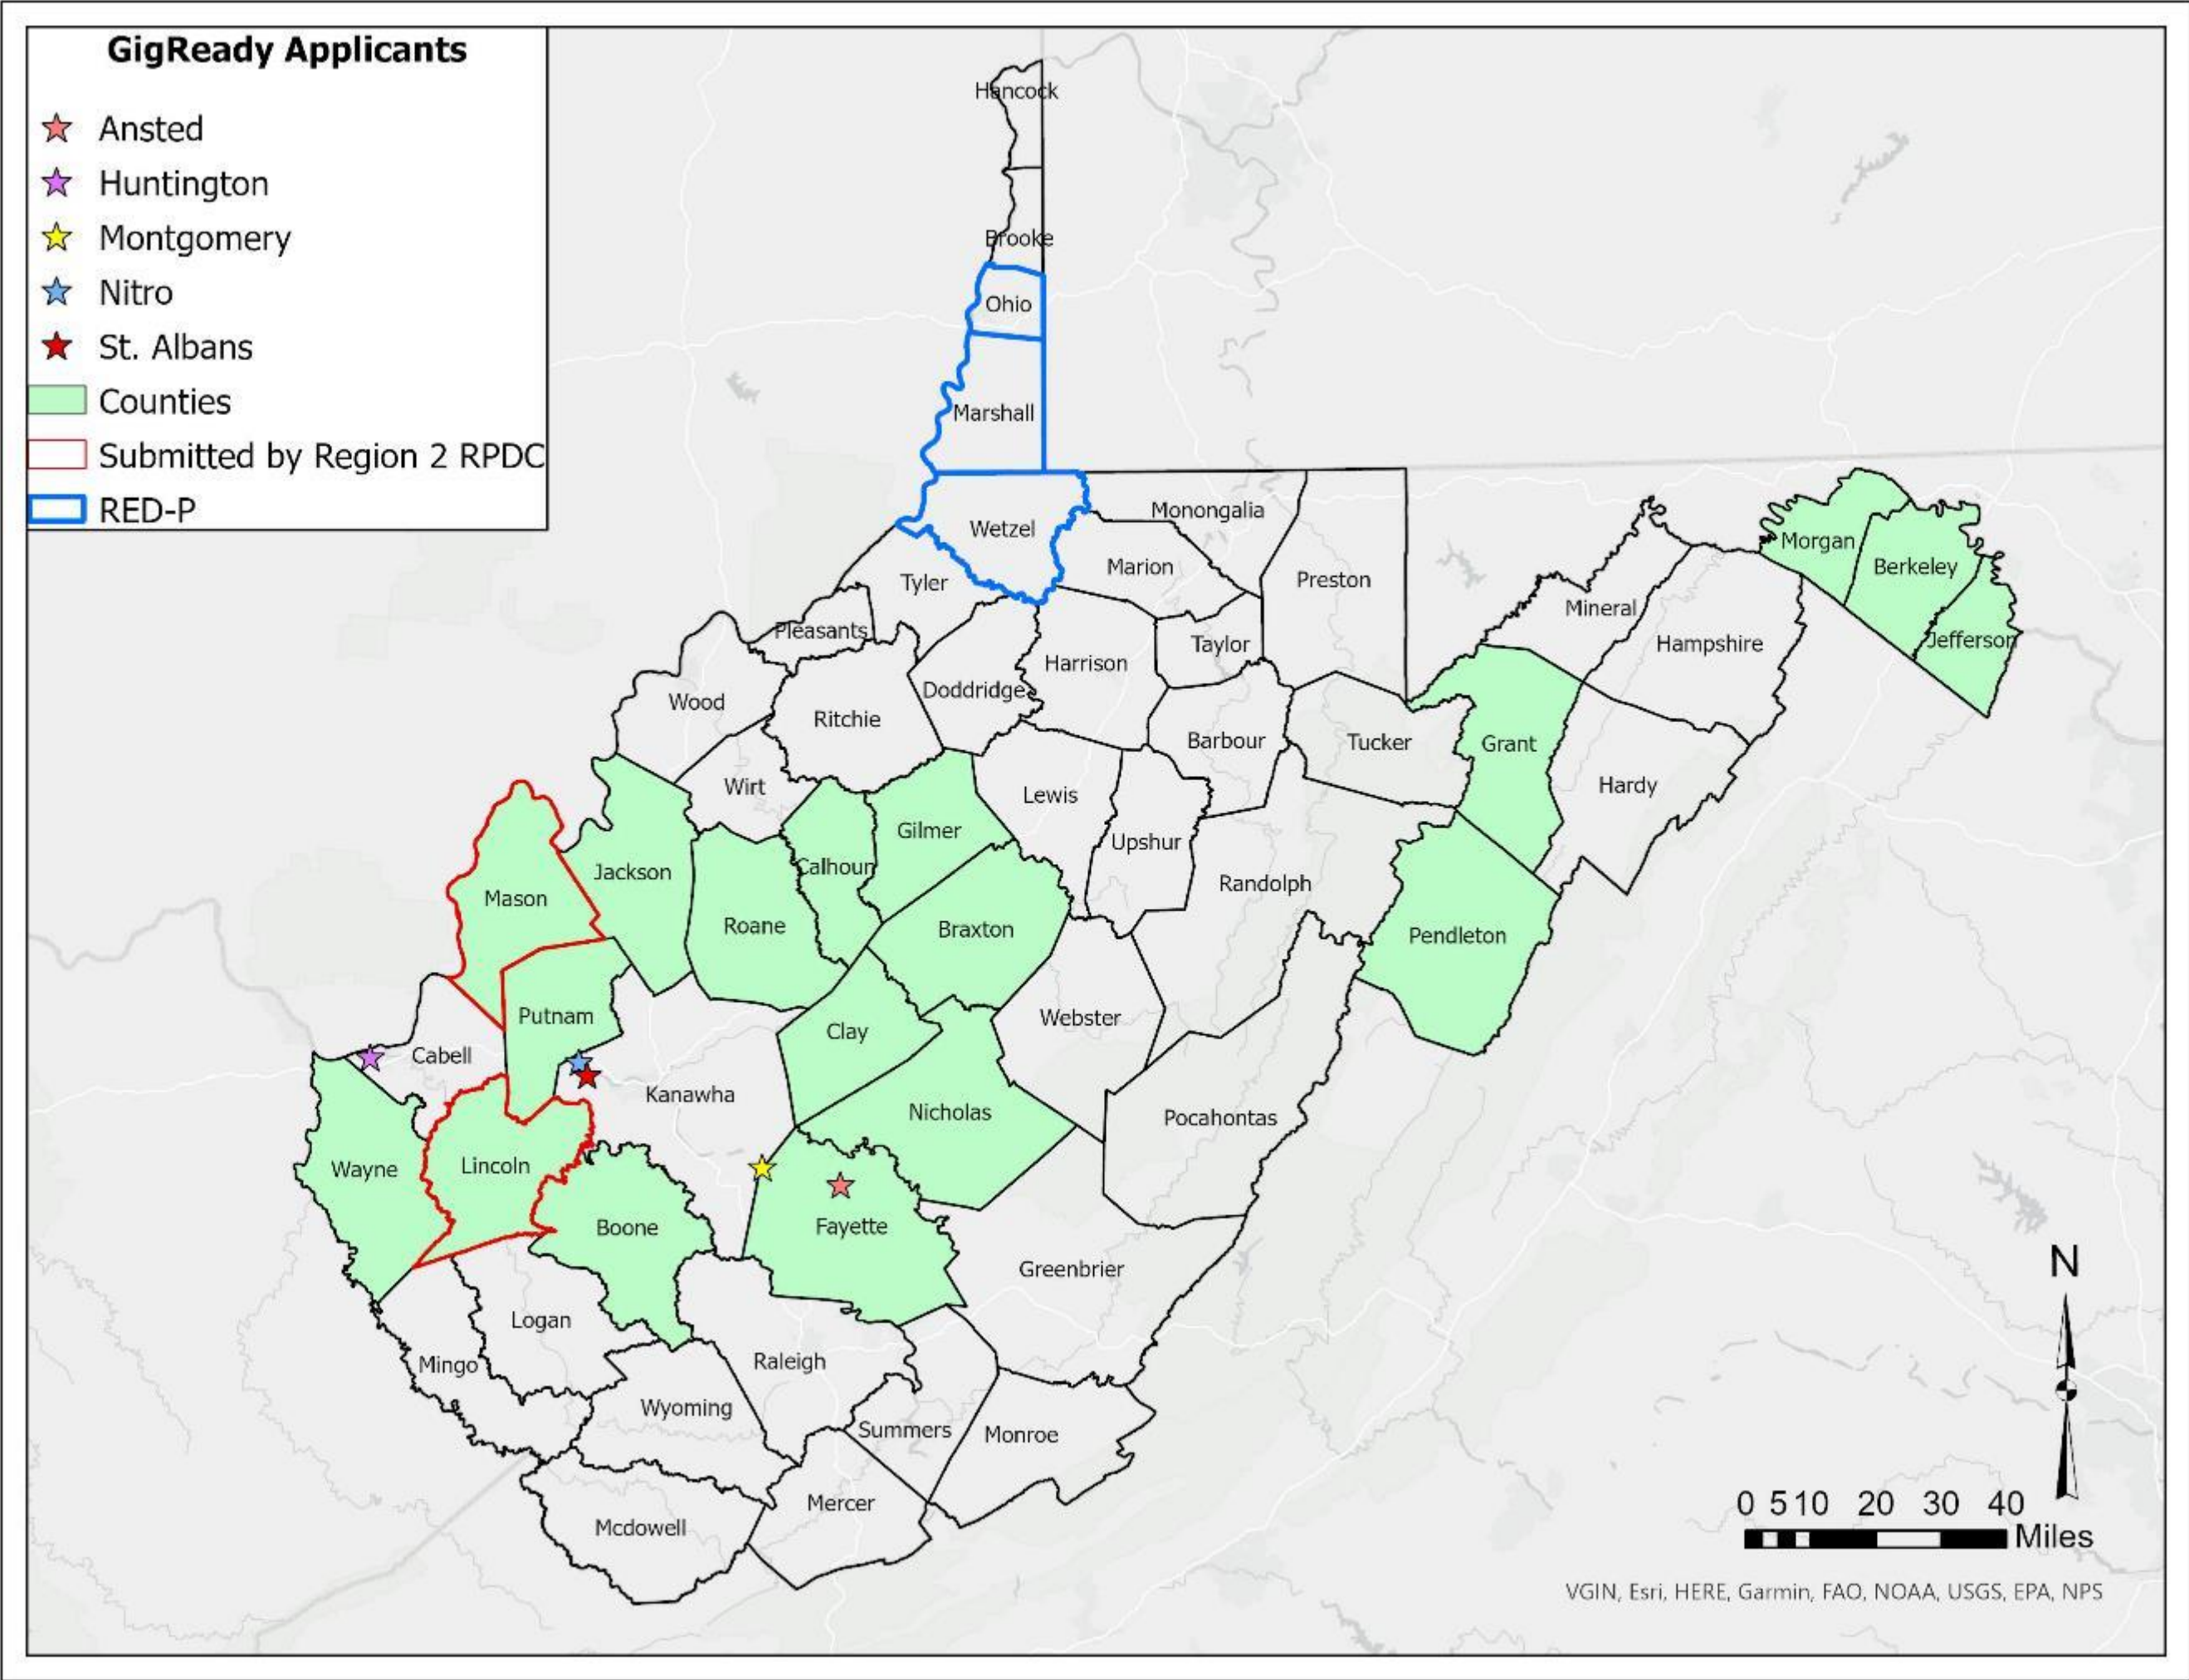 GigReady Applicants
Ansted
Huntington
Montgomery
Nitro
St. Albans
Counties
Submitted by Region 2 RPDC
RED-P
Hancock
Brooke
Ohio
Marshall
Wetzel
Monongalia
Marion
Preston
Tyler
Pleasants
Morgan
Berkeley
Jefferson
Mineral
Hampshire
Taylor
Harrison
Doddridge
Wood
Ritchie
Barbour
Tucker
Grant
Hardy
Wirt
Lewis
Gilmer
Upshur
Calhoun
Jackson
Randolph
Mason
Roane
Braxton
Pendleton
Putnam
Clay
Webster
Cabell
Kanawha
Nicholas
Pocahontas
Wayne
Lincoln
Boone
Fayette
Greenbrier
Logan
Mingo
Raleigh
Wyoming
Summers
Monroe
Mercer
Mcdowell
N
0 5 10 20 30 40
Miles
VGIN, Esri, HERE, Garmin, FAO, NOAA, USGS, EPA, NPS